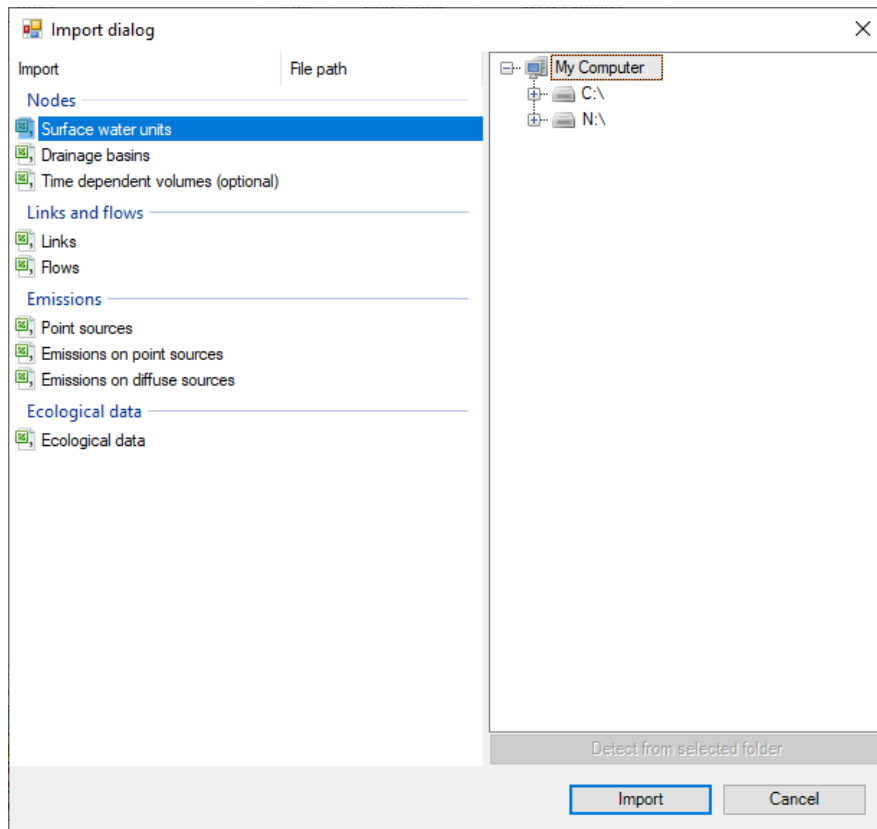 Import dialog
Import File path
Nodes
Surface water units
Drainage basins
Time dependent volumes (optional)
Links and flows
Links
Flows
Emissions
Point sources
Emissions on point sources
Emissions on diffuse sources
Ecological data
Ecological data
My Computer
C:\
N:\
Detect from selected folder
Import Cancel